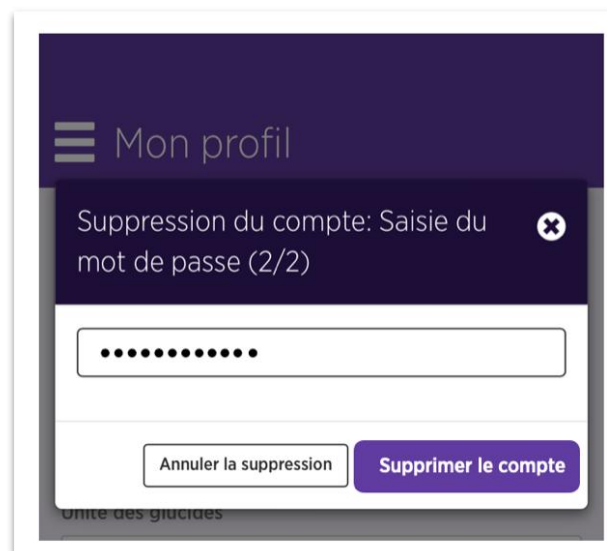 Mon profil
Suppression du compte: Saisie du
mot de passe (2/2)
••••••••••••
Annuler la suppression
Supprimer le compte
Unité des glucides